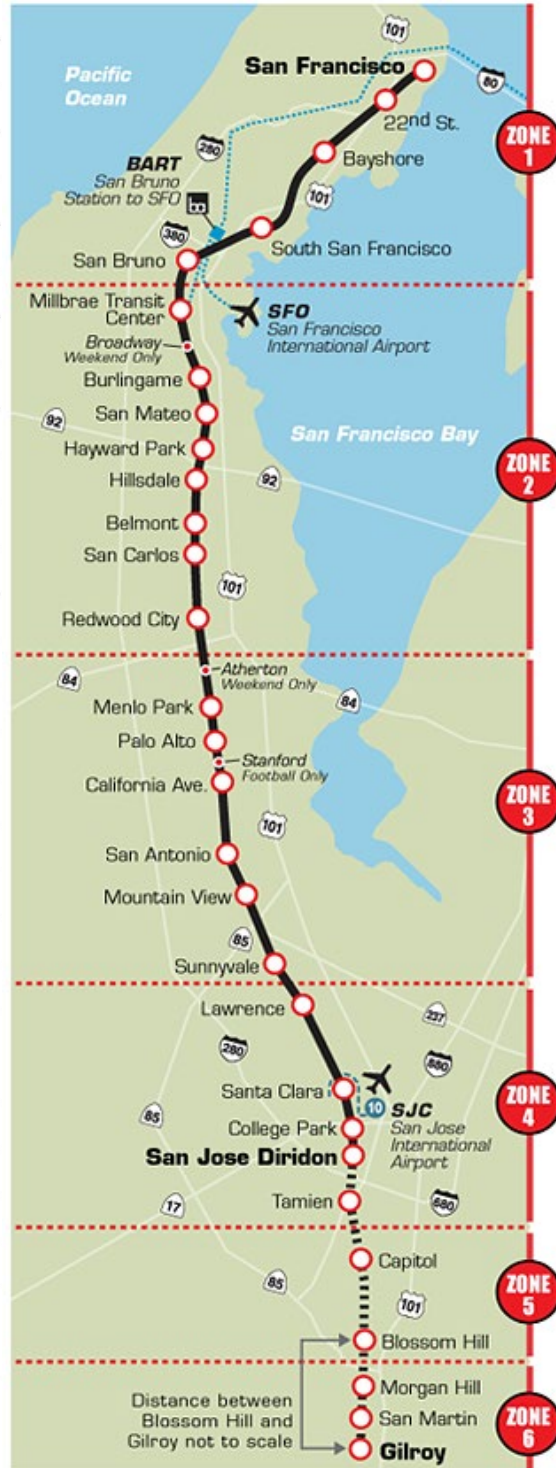 101
San Francisco
80
Pacific
Ocean
22nd St.
ZONE
1
280
Bayshore
BART
San Bruno
Station to SFO
101
380
South San Francisco
San Bruno
Millbrae Transit
Center
SFO
San Francisco
International Airport
Broadway
Weekend Only
Burlingame
San Mateo
92
San Francisco Bay
Hayward Park
ZONE
2
Hillsdale
92
Belmont
San Carlos
101
Redwood City
Atherton
Weekend Only
84
84
Menlo Park
Palo Alto
Stanford
Football Only
California Ave.
ZONE
3
101
San Antonio
Mountain View
85
Sunnyvale
Lawrence
237
280
880
Santa Clara
10
SJC
San Jose
International
Airport
ZONE
4
85
College Park
San Jose Diridon
Tamien
680
17
Capitol
85
101
ZONE
5
Blossom Hill
Morgan Hill
Distance between
Blossom Hill and
Gilroy not to scale
San Martin
ZONE
6
Gilroy